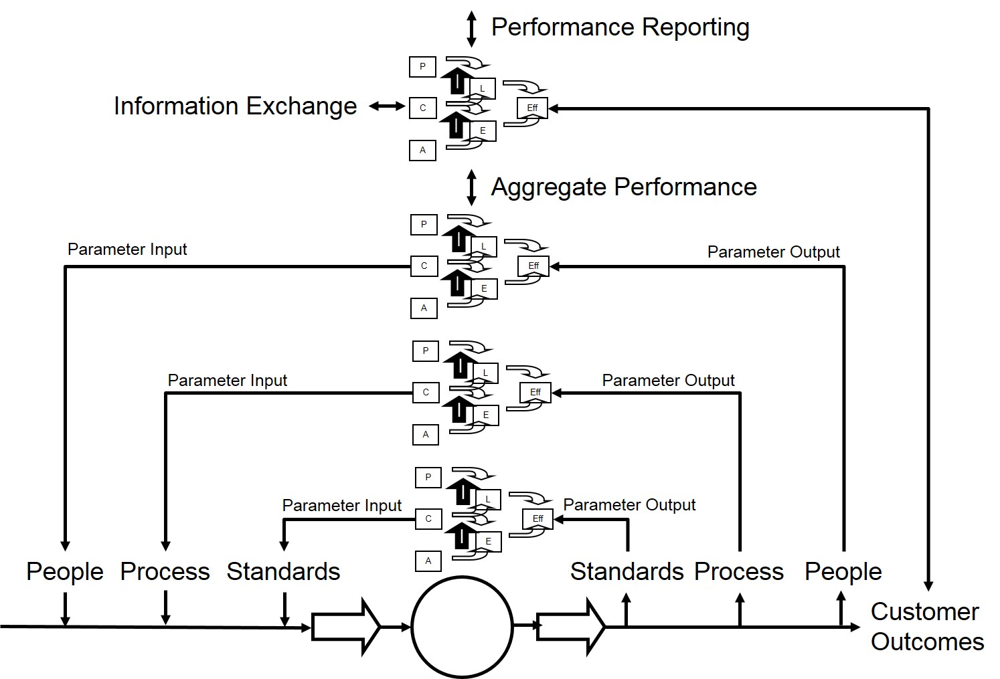 Performance Reporting
P
I
L
Information Exchange
C
Eff
I
E
A
Aggregate Performance
P
I
L
Parameter Input
C
Eff
Parameter Output
I
E
A
P
I
L
Parameter Input
C
Eff
Parameter Output
I
E
A
P
I
L
Parameter Input
C
Eff
Parameter Output
I
E
A
People Process Standards
Standards Process People
Customer
Outcomes